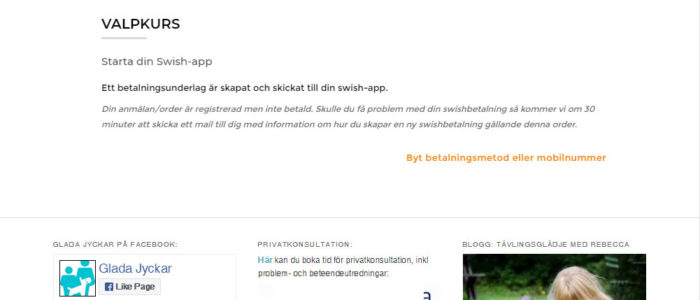 VALPKURS
Starta din Swish-app
Ett betalningsunderlag är skapat och skickat till din swish-app.
Din anmälan/order är registrerad men inte betald. Skulle du få problem med din swishbetalning så kommer vi om 30
minuter att skicka ett mail till dig med information om hur du skapar en ny swishbetalning gällande denna order.
Byt betalningsmetod eller mobilnummer
GLADA JYCKAR PÅ FACEBOOK:
Glada Jyckar
Like Page
PRIVATKONSULTATION:
Här kan du boka tid för privatkonsultation, inkl
problem- och beteendeutredningar:
BLOGG: TÄVLINGSGLÄDJE MED REBECCA